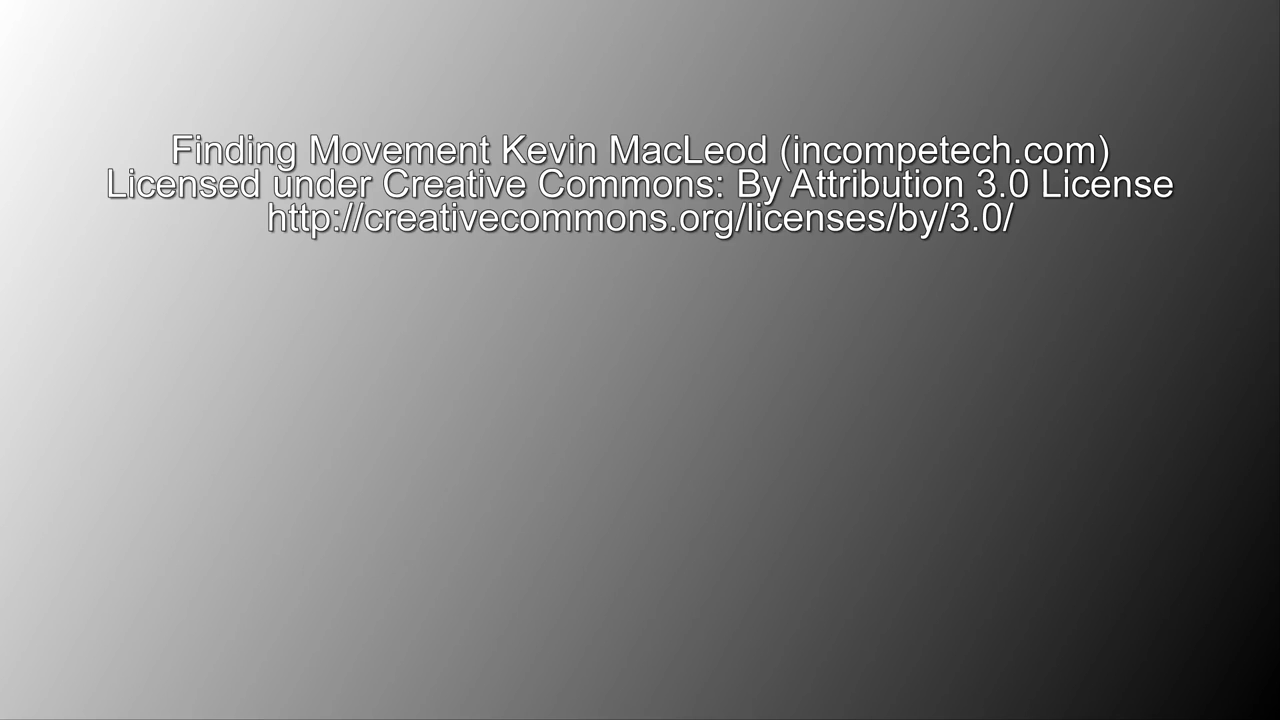 Finding Movement Kevin MacLeod (incompetech.com)
Licensed under Creative Commons: By Attribution 3.0 License
http://creativecommons.org/licenses/by/3.0/